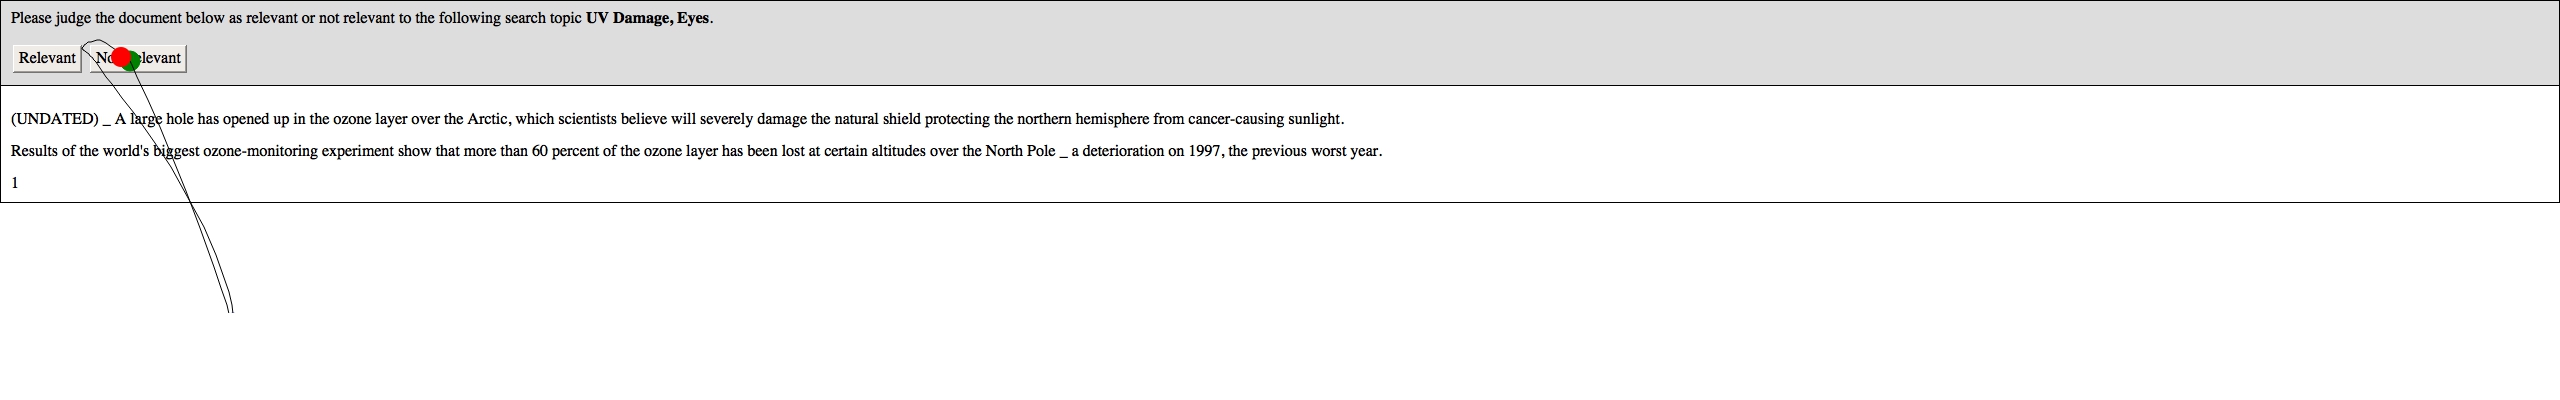 Please judge the document below as relevant or not relevant to the following search topic UV Damage, Eyes.
Relevant
(UNDATED) _ A large hole has opened up in the ozone layer over the Arctic, which scientists believe will severely damage the natural shield protecting the northern hemisphere from cancer-causing sunlight.
Results of the world's biggest ozone-monitoring experiment show that more than 60 percent of the ozone layer has been lost at certain altitudes over the North Pole _ a deterioration on 1997, the previous worst year.
1